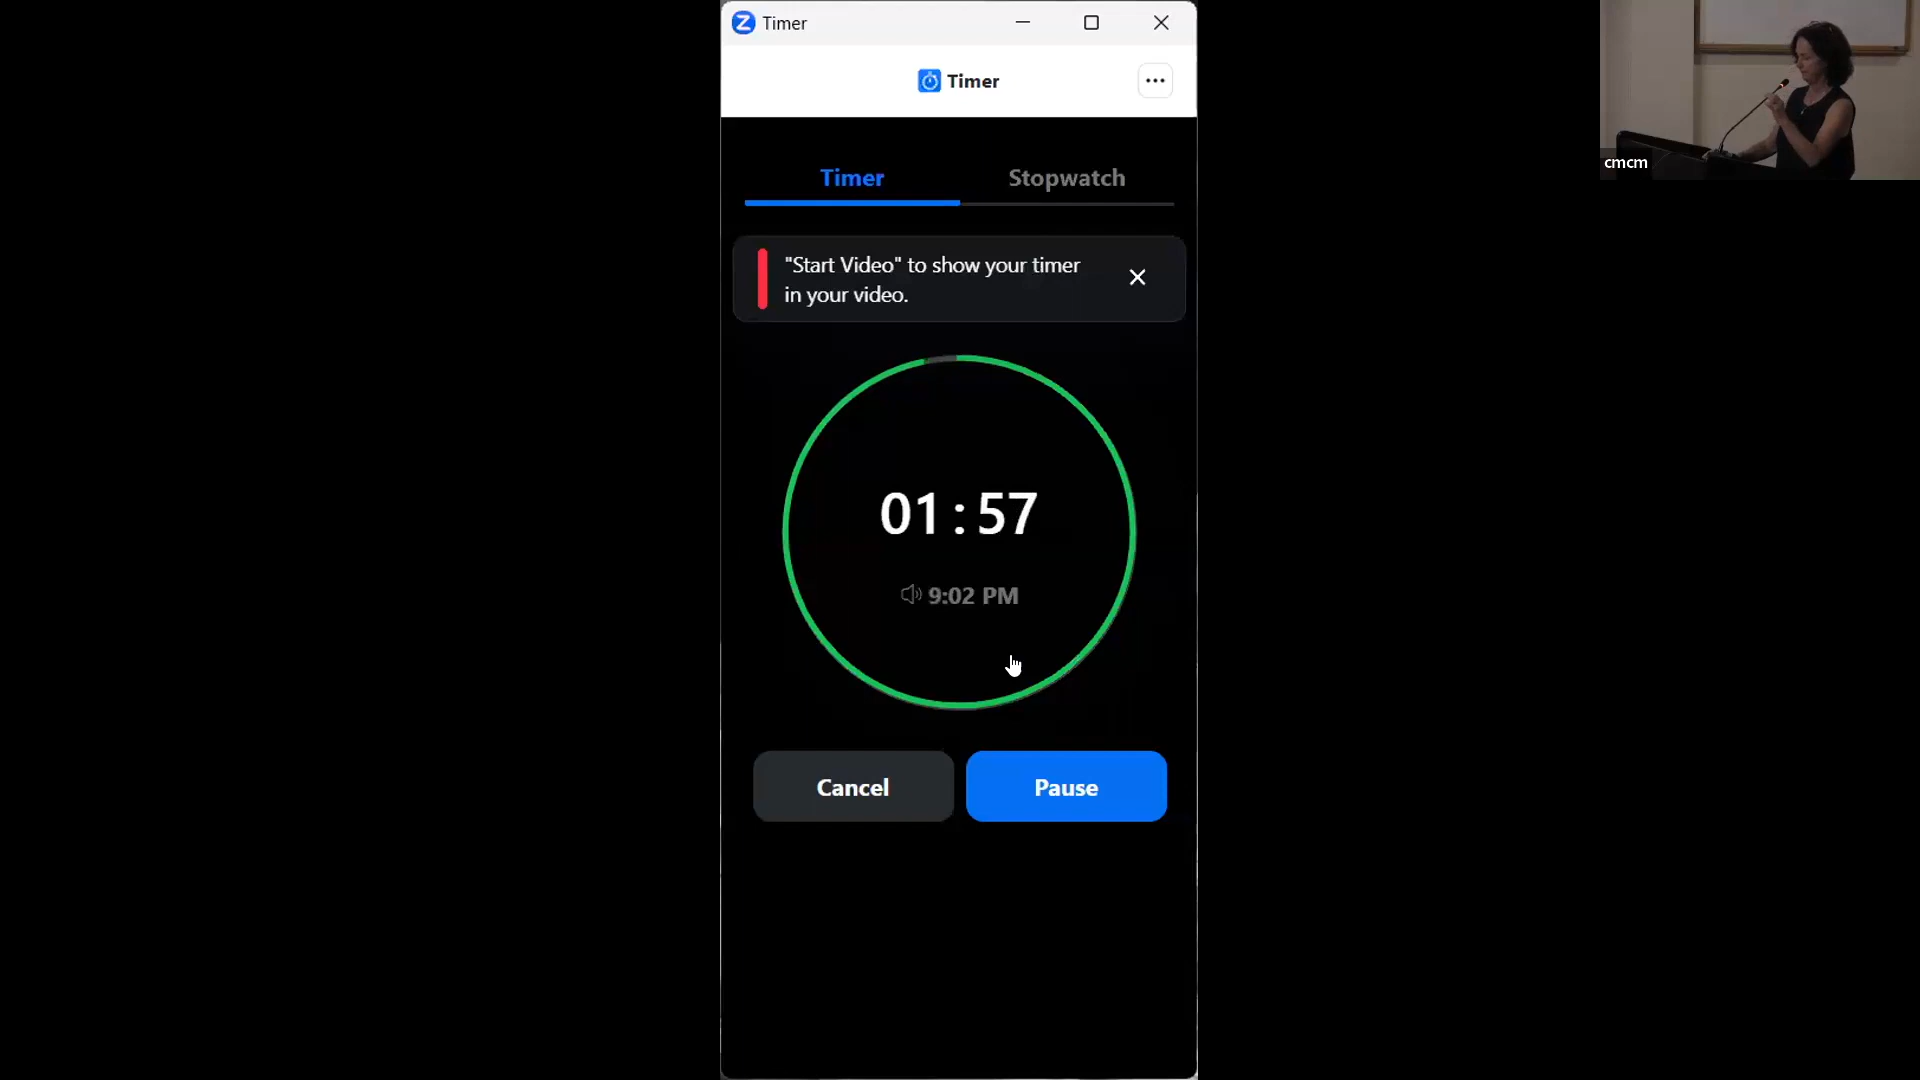 Timer
Timer
Timer
Stopwatch
"Start Video" to show your timer
in your video.
01:57
9:02 PM
Cancel
Pause
cmcm